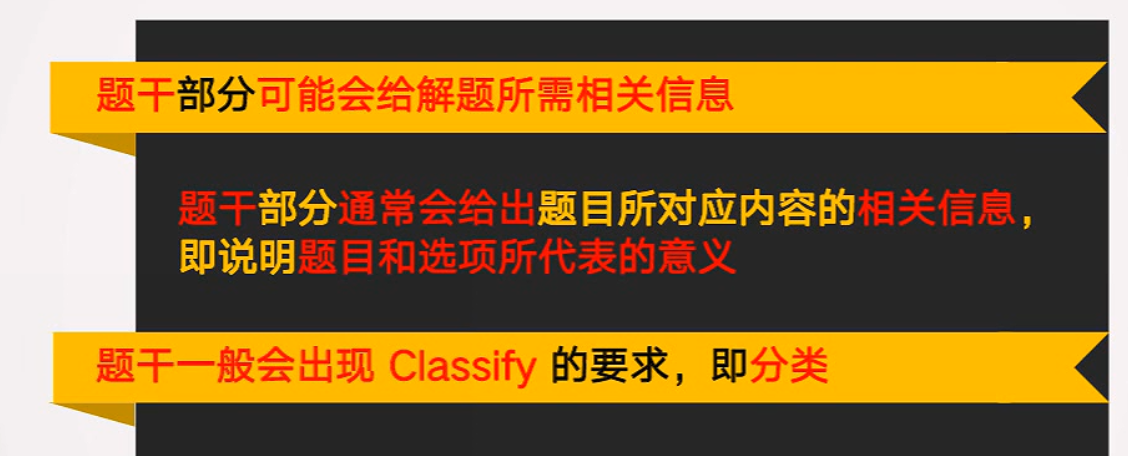 题干部分可能会给解题所需相关信息
题干部分通常会给出题目所对应内容的相关信息，
即说明题目和选项所代表的意义
题干一般会出现 Classify 的要求，即分类